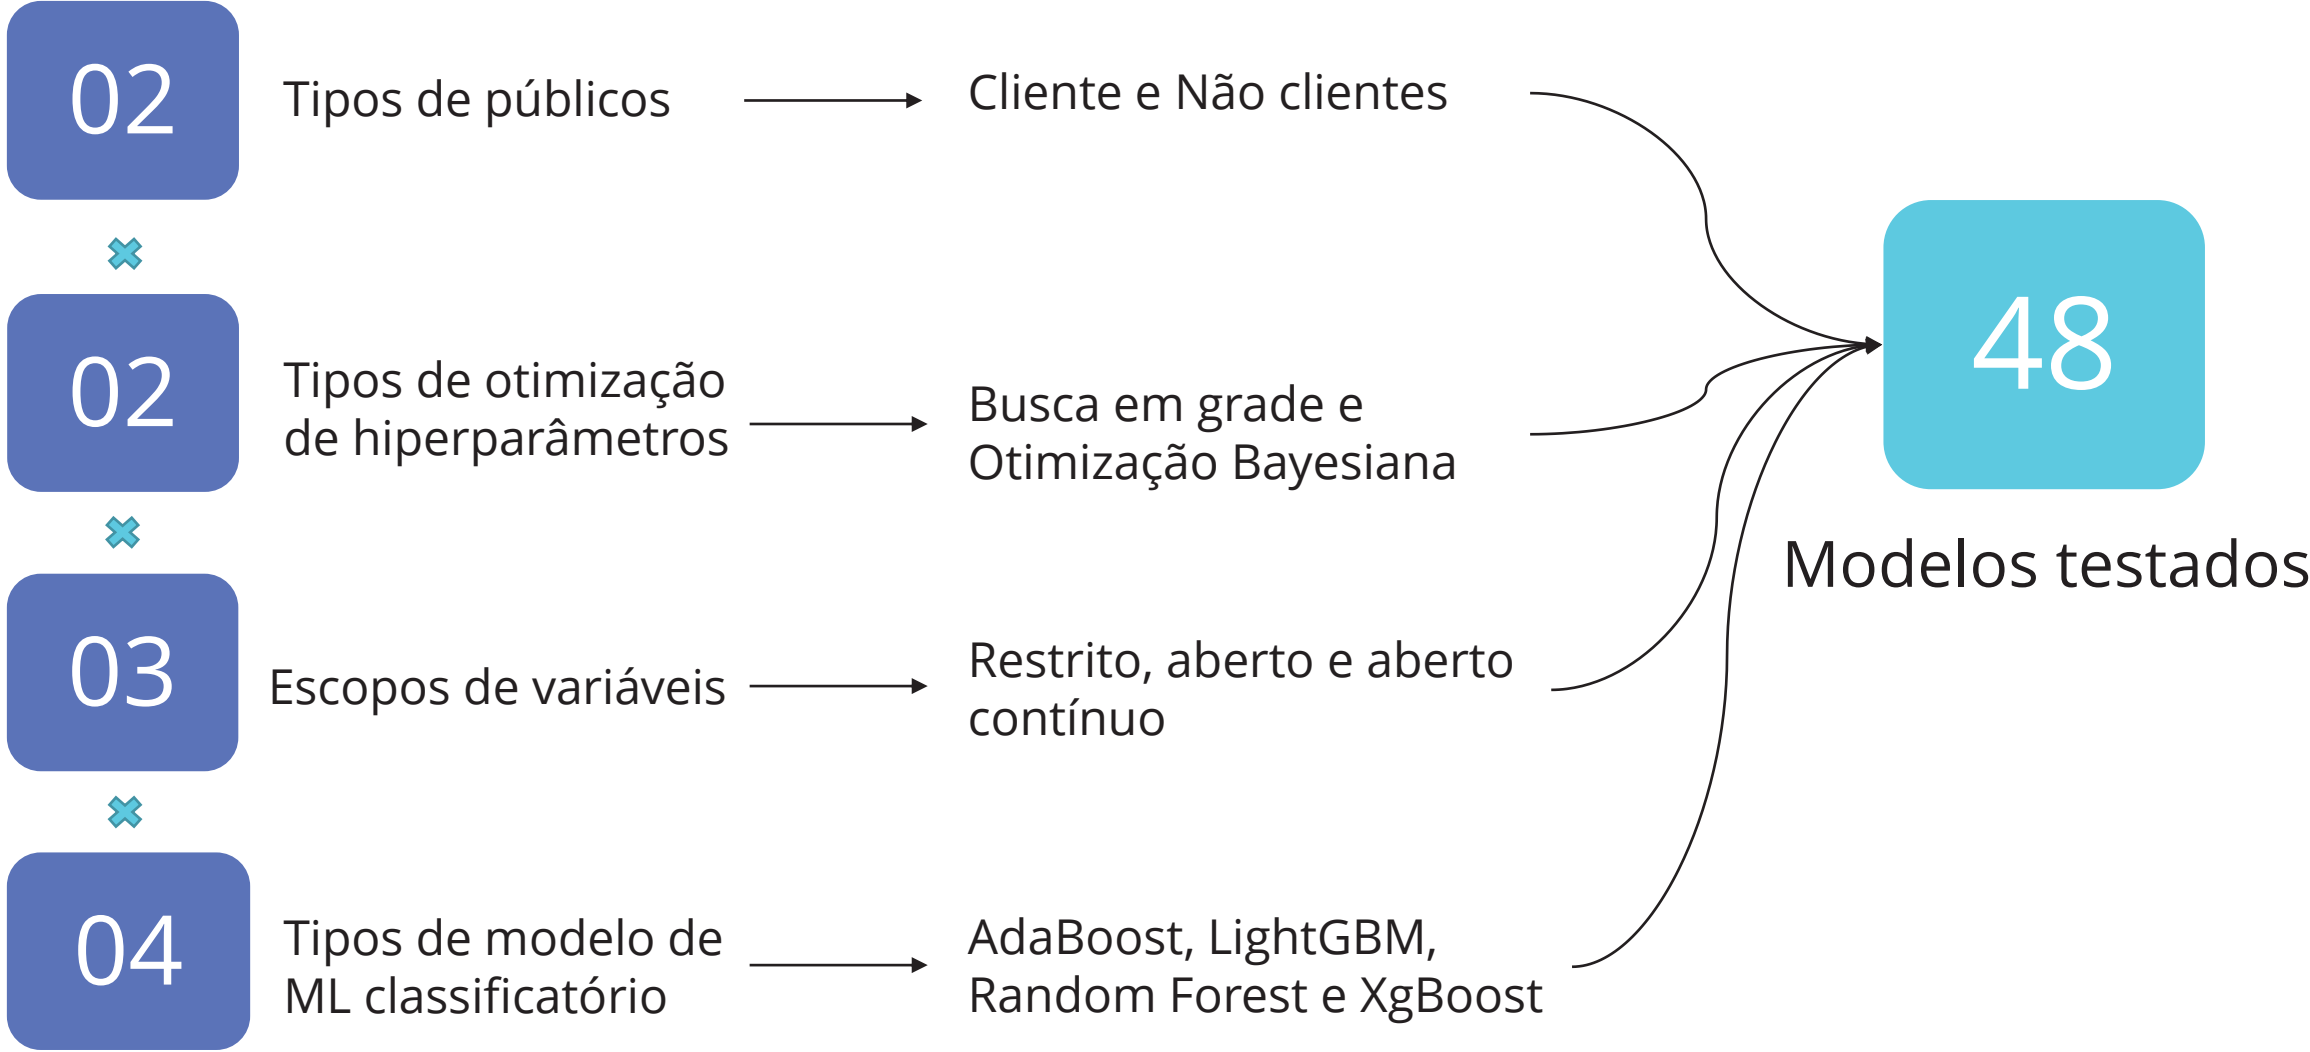 02
Tipos de públicos
Cliente e Não clientes
02
Tipos de otimização
de hiperparâmetros
Busca em grade e
Otimização Bayesiana
03
Escopos de variáveis
Restrito, aberto e aberto
contínuo
04
Tipos de modelo de
ML classificatório
AdaBoost, LightGBM,
Random Forest e XgBoost
48
Modelos testados